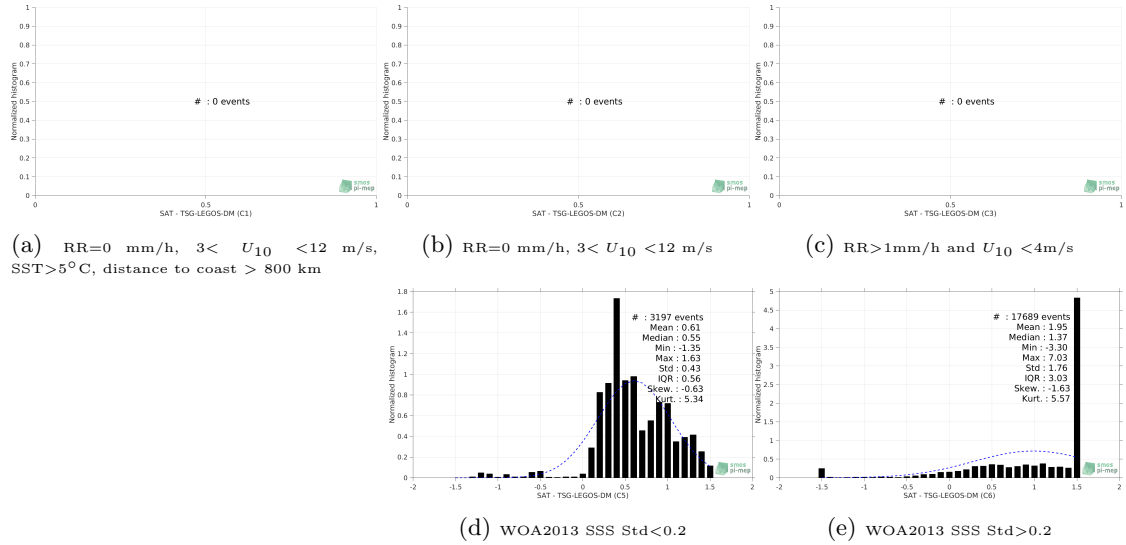 Normalized histogram
1
0.9
0.8
0.7
0.6
0.5
0.4
0.3
0.2
0.1
0
# : 0 events
smos
pi-mep
0 0.5 1
SAT - TSG-LEGOS-DM (C1)
(a) RR=0 mm/h, 3< U10 <12 m/s,
SST>5°C, distance to coast > 800 km
Normalized histogram
1
0.9
0.8
0.7
0.6
0.5
0.4
0.3
0.2
0.1
0
# : 0 events
smos
pi-mep
0 0.5 1
SAT - TSG-LEGOS-DM (C2)
(b) RR=0 mm/h, 3< U10 <12 m/s
Normalized histogram
1
0.9
0.8
0.7
0.6
0.5
0.4
0.3
0.2
0.1
0
# : 0 events
smos
pi-mep
0 0.5 1
SAT - TSG-LEGOS-DM (C3)
(c) RR>1mm/h and U10 <4m/s
Normalized histogram
1.8
1.6
1.4
1.2
1
0.8
0.6
0.4
0.2
0
# : 3197 events
Mean : 0.61
Median : 0.55
Min : -1.35
Max : 1.63
Std : 0.43
IQR : 0.56
Skew. : -0.63
Kurt. : 5.34
smos
pi-mep
-2 -1.5 -1 -0.5 0 0.5 1 1.5 2
SAT - TSG-LEGOS-DM (C5)
(d) WOA2013 SSS Std<0.2
Normalized histogram
5
4.5
4
3.5
3
2.5
2
1.5
1
0.5
0
# : 17689 events
Mean : 1.95
Median : 1.37
Min : -3.30
Max : 7.03
Std : 1.76
IQR : 3.03
Skew. : -1.63
Kurt. : 5.57
smos
pi-mep
-2 -1.5 -1 -0.5 0 0.5 1 1.5 2
SAT - TSG-LEGOS-DM (C6)
(e) WOA2013 SSS Std>0.2